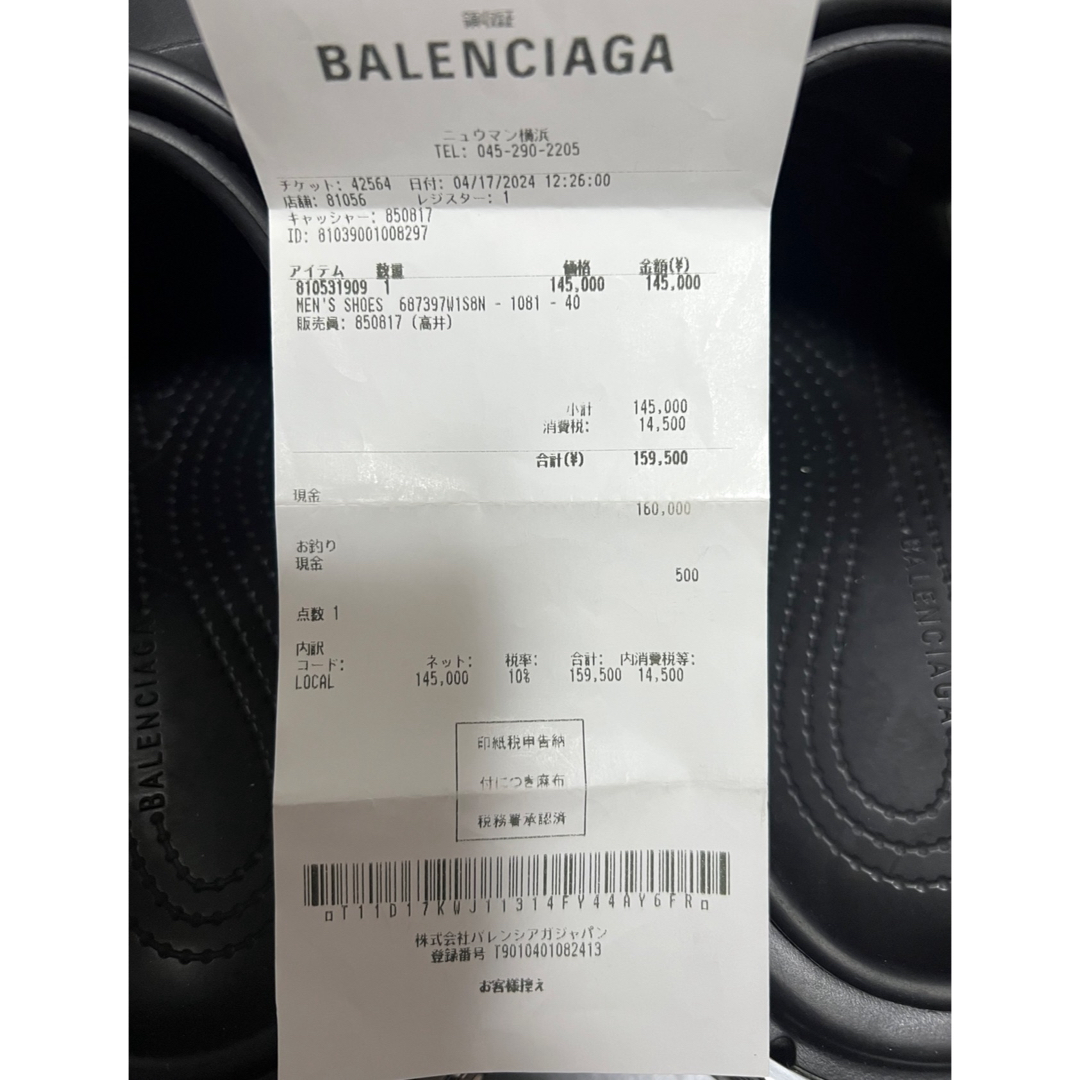 BALENCIAGA
ニュウマン横浜
TEL: 045-290-2205
チケット: 42564 日付: 04/17/2024 12:26:00
店舗: 81056 レジスター: 1
キャッシャー: 850817
ID: 81039001008297
アイテム 数量 価格 金額(¥)
810531909 1 145,000 145,000
MEN'S SHOES 687397W1S8N - 1081 - 40
販売員: 850817 (高井)
小計 145,000
消費税: 14,500
合計(¥) 159,500
現金
160,000
お釣り
現金
500
点数 1
内訳
コード: ネット: 税率: 合計: 内消費税等:
LOCAL 145,000 10% 159,500 14,500
印紙税申告納
付につき麻布
税務署承認済
T11D17KWJ11314FY44AY6FR
株式会社バレンシアガジャパン
登録番号 T9010401082413
お客様控え
BALENCIAGA
BALENCIAGA